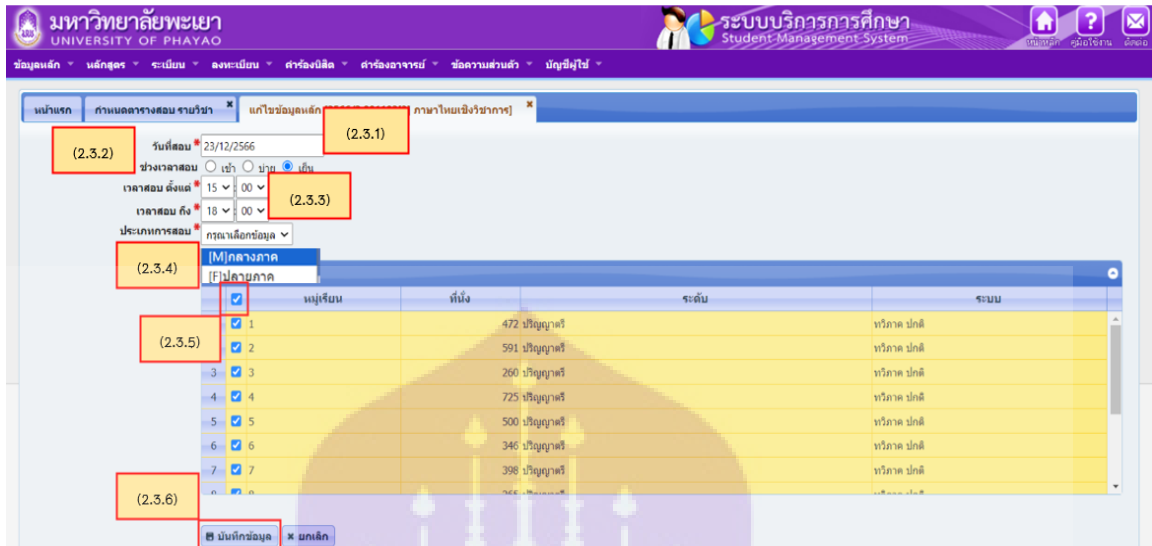 มหาวิทยาลัยพะเยา
UNIVERSITY OF PHAYAO
ระบบบริการการศึกษา
Student Management System
หน้าหลัก คู่มือใช้งาน ติดต่อ
ข้อมูลหลัก หลักสูตร ระเบียน ลงทะเบียน คำร้องนิสิต คำร้องอาจารย์ ข้อความส่วนตัว บัญชีผู้ใช้
หน้าแรก กำหนดตารางสอบ รายวิชา x แก้ไขข้อมูลหลัก ภาษาไทยเชิงวิชาการ] x
(2.3.1)
(2.3.2)
วันที่สอบ * 23/12/2566
ช่วงเวลาสอบ เช้า บ่าย เย็น
เวลาสอบ ตั้งแต่ * 15 : 00
(2.3.3)
เวลาสอบ ถึง * 18 : 00
ประเภทการสอบ * กรุณาเลือกข้อมูล
[M]กลางภาค
(2.3.4)
[F]ปลายภาค
หมู่เรียน ที่นั่ง ระดับ ระบบ
1 472 ปริญญาตรี ทวิภาค ปกติ
(2.3.5)
2 591 ปริญญาตรี ทวิภาค ปกติ
3 3 260 ปริญญาตรี ทวิภาค ปกติ
4 4 725 ปริญญาตรี ทวิภาค ปกติ
5 5 500 ปริญญาตรี ทวิภาค ปกติ
6 6 346 ปริญญาตรี ทวิภาค ปกติ
7 7 398 ปริญญาตรี ทวิภาค ปกติ
(2.3.6)
บันทึกข้อมูล ยกเลิก